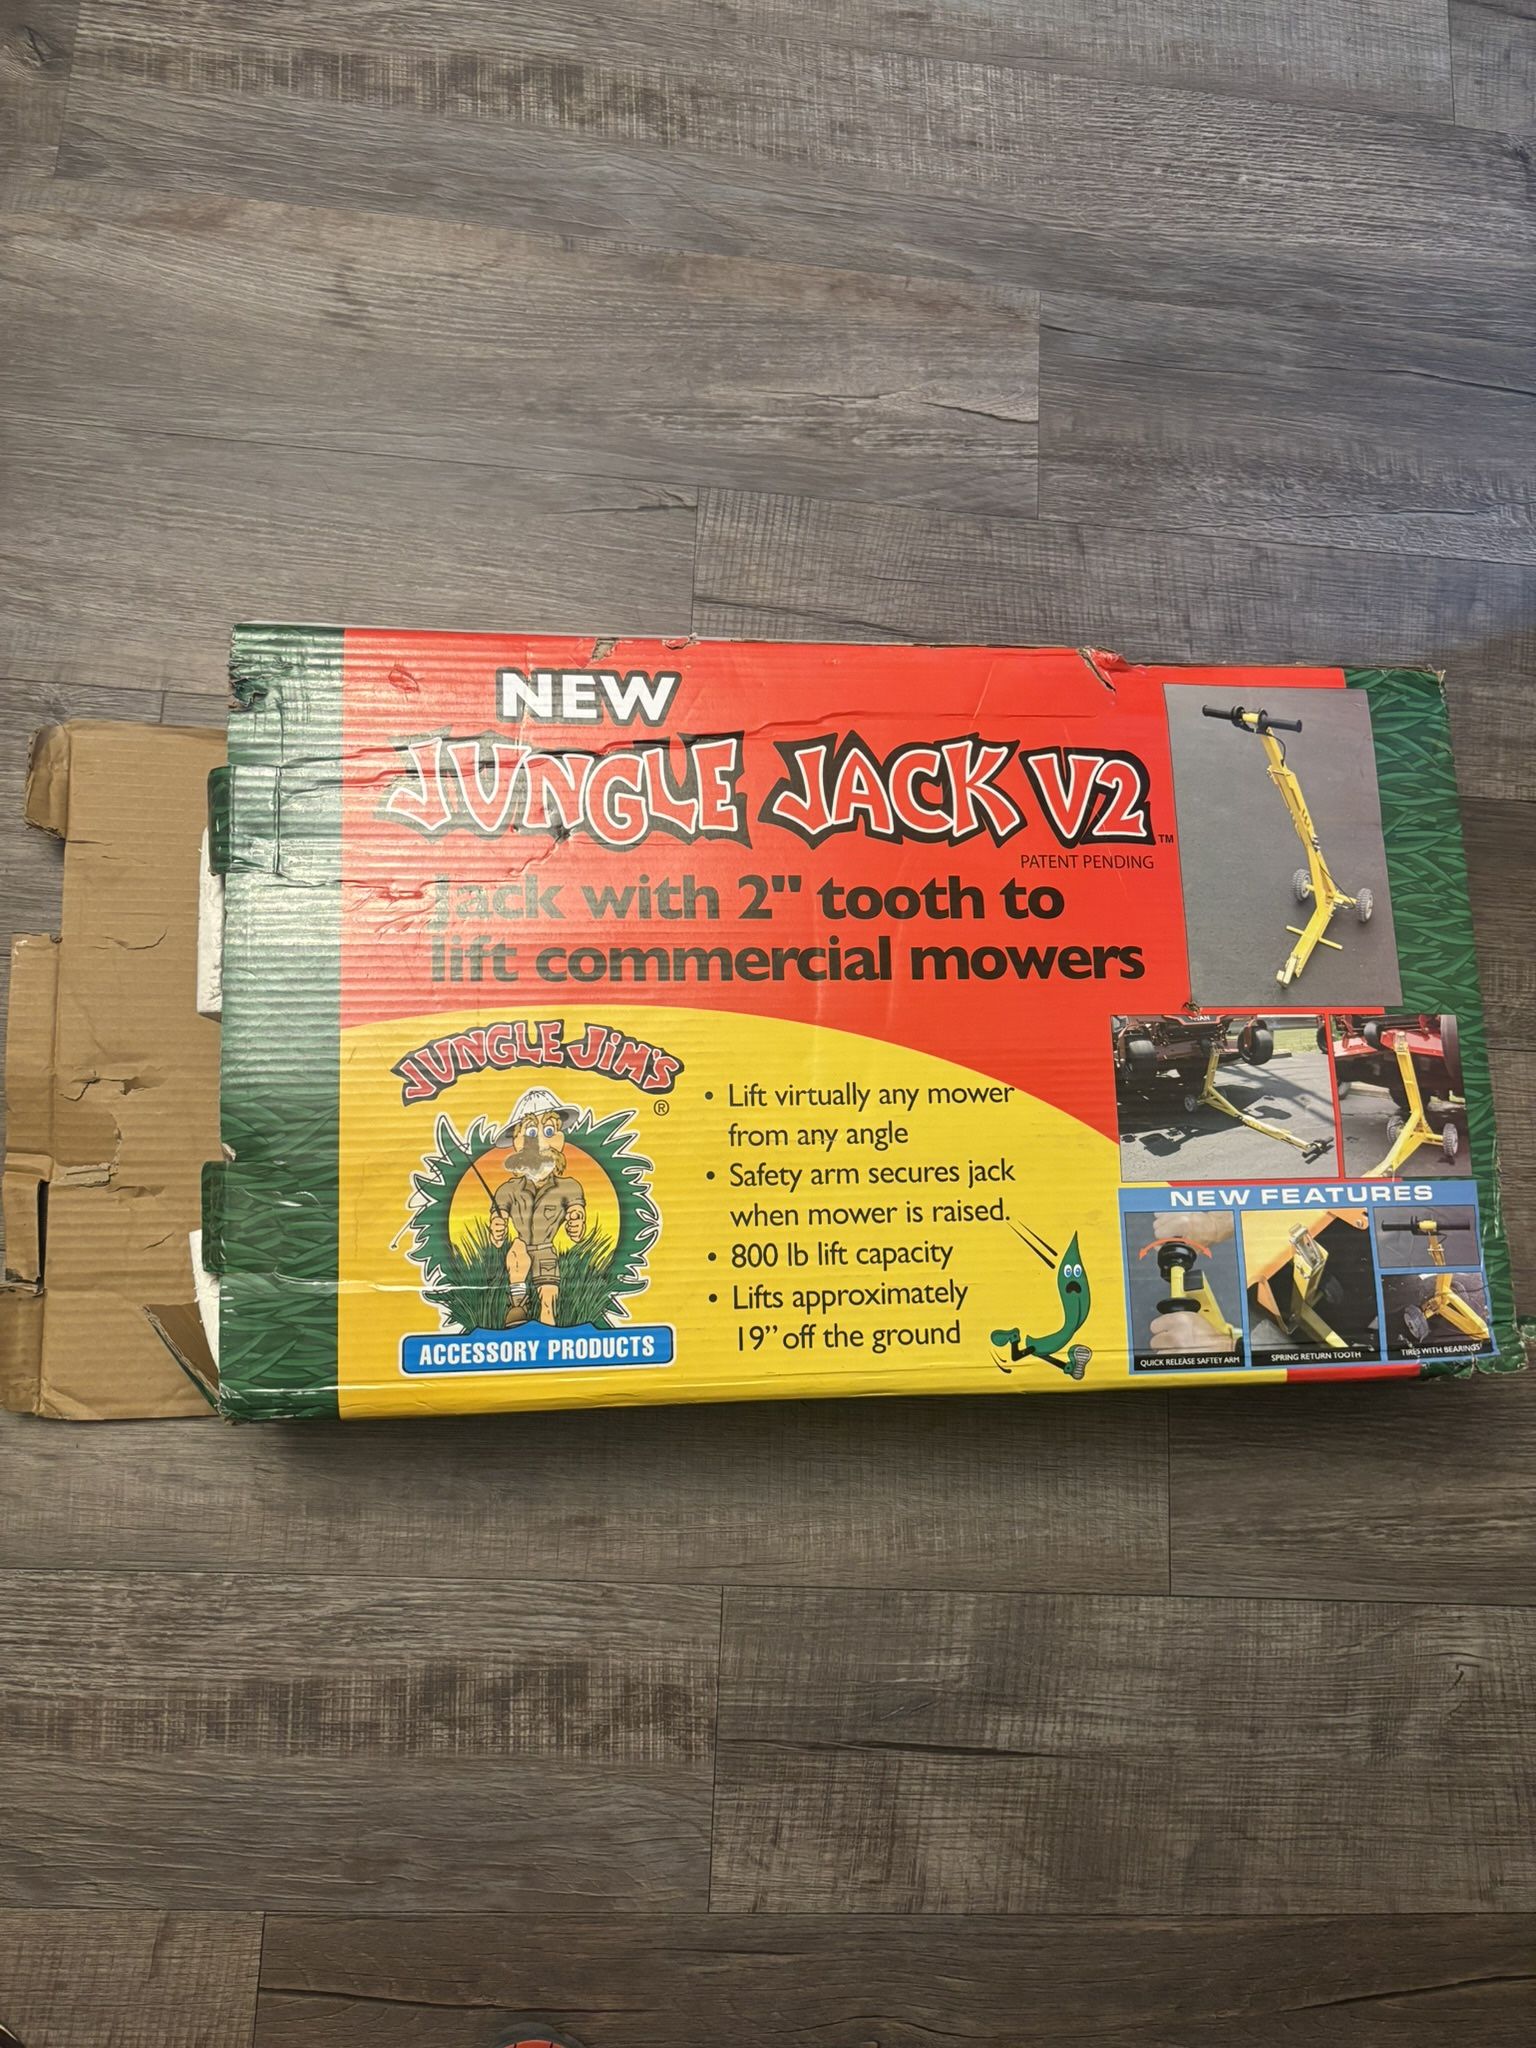 NEW
JUNGLE JACK V2 ™
PATENT PENDING
Jack with 2" tooth to
lift commercial mowers
JUNGLE JIM'S
®
ACCESSORY PRODUCTS
• Lift virtually any mower
from any angle
• Safety arm secures jack
when mower is raised.
• 800 lb lift capacity
• Lifts approximately
19” off the ground
NEW FEATURES
QUICK RELEASE SAFTEY ARM
SPRING RETURN TOOTH
TIRES WITH BEARINGS